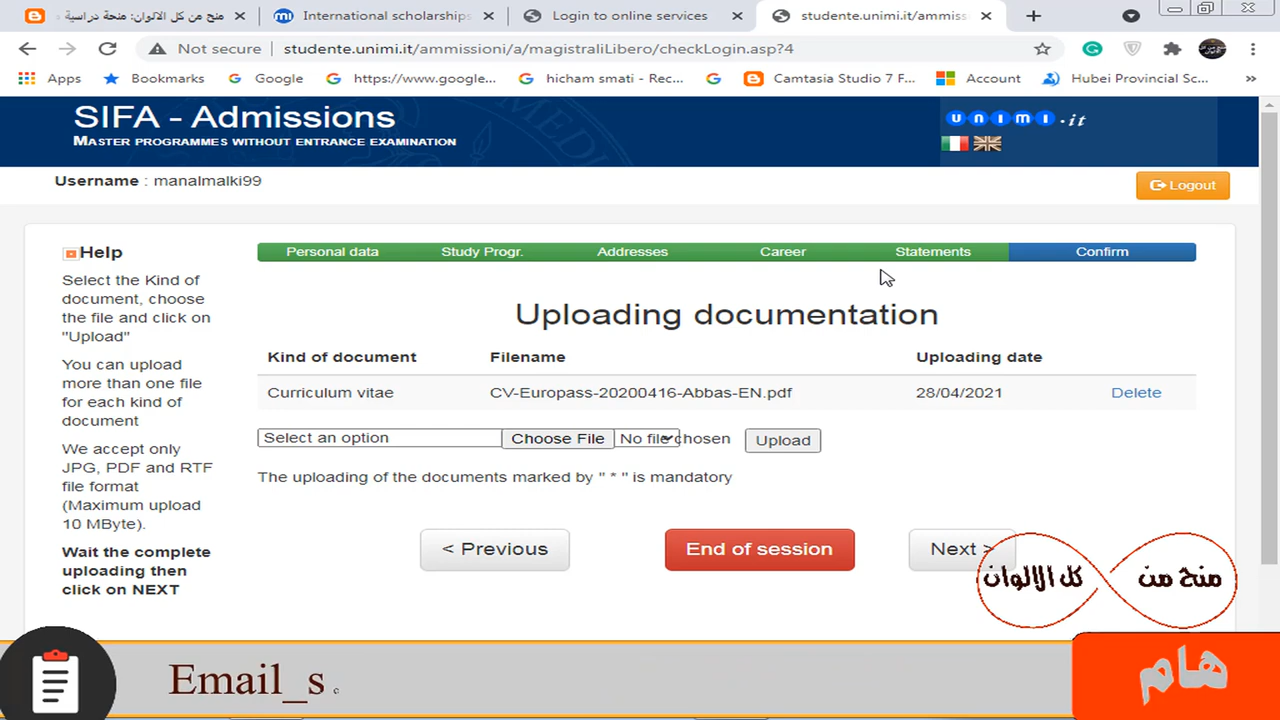 منح من كل الالوان: منحة دراسية
International scholarships
Login to online services
studente.unimi.it/ammiss
Not secure
studente.unimi.it/ammissioni/a/magistraliLibero/checkLogin.asp?4
Apps
Bookmarks
Google
https://www.google...
hicham smati - Rec...
Camtasia Studio 7 F...
Account
Hubei Provincial Sc...
»
SIFA - Admissions
MASTER PROGRAMMES WITHOUT ENTRANCE EXAMINATION
unimi.it
Username : manalmalki99
Logout
Help
Select the Kind of
document, choose
the file and click on
"Upload"
You can upload
more than one file
for each kind of
document
We accept only
JPG, PDF and RTF
file format
(Maximum upload
10 MByte).
Wait the complete
uploading then
click on NEXT
Personal data
Study Progr.
Addresses
Career
Statements
Confirm
Uploading documentation
Kind of document
Filename
Uploading date
Curriculum vitae
CV-Europass-20200416-Abbas-EN.pdf
28/04/2021
Delete
Select an option
Choose File
No file chosen
Upload
The uploading of the documents marked by " * " is mandatory
< Previous
End of session
Next >
منح من كل الالوان
Email_s c
هام